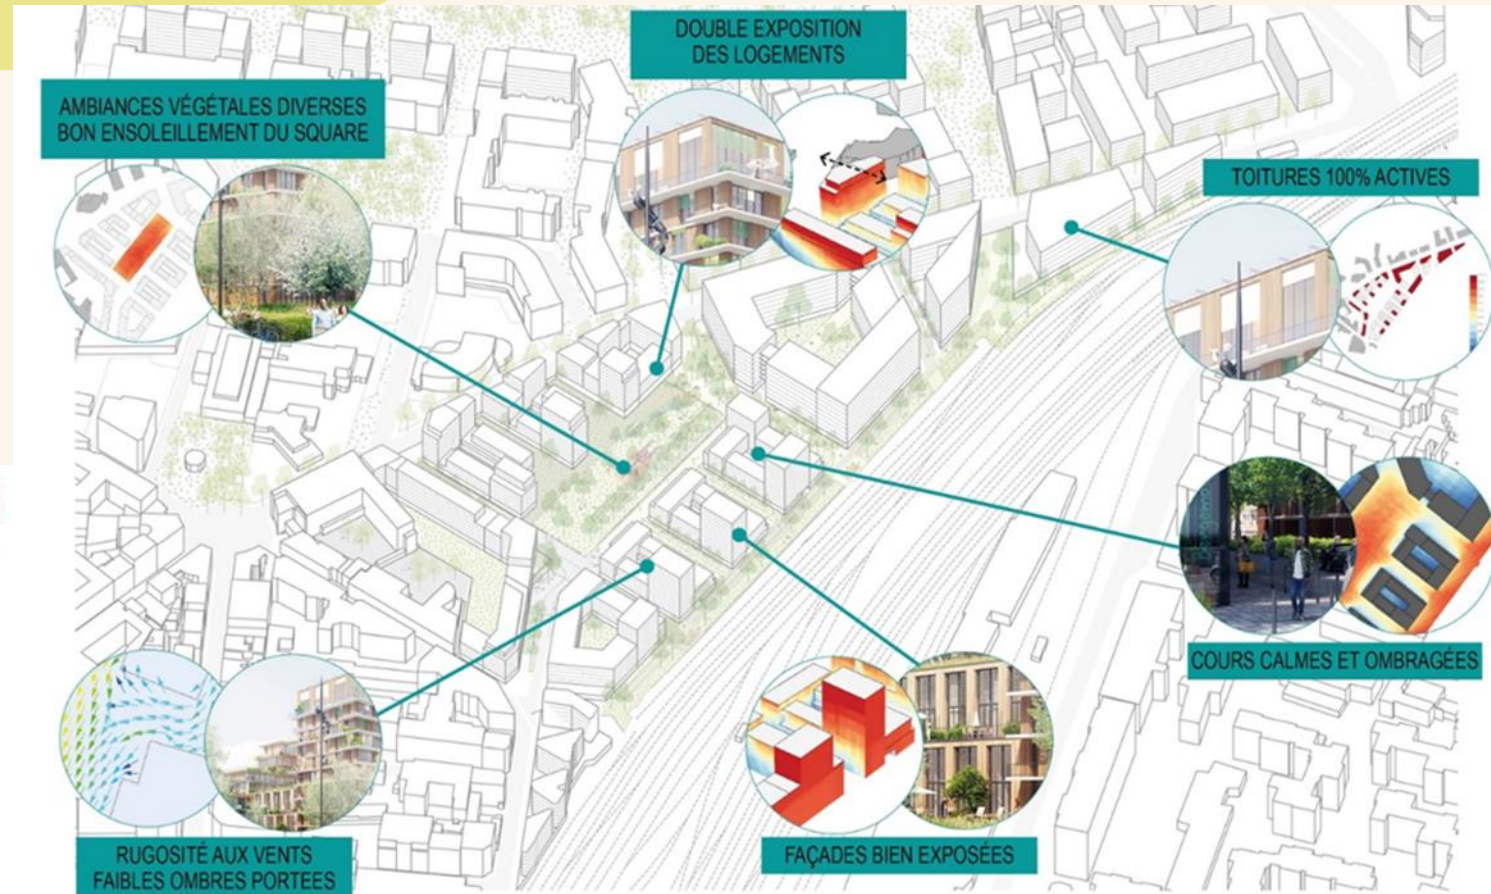 DOUBLE EXPOSITION
DES LOGEMENTS
AMBIANCES VÉGÉTALES DIVERSES
BON ENSOLEILLEMENT DU SQUARE
TOITURES 100% ACTIVES
COURS CALMES ET OMBRAGÉES
FAÇADES BIEN EXPOSÉES
RUGOSITÉ AUX VENTS
FAIBLES OMBRES PORTEES